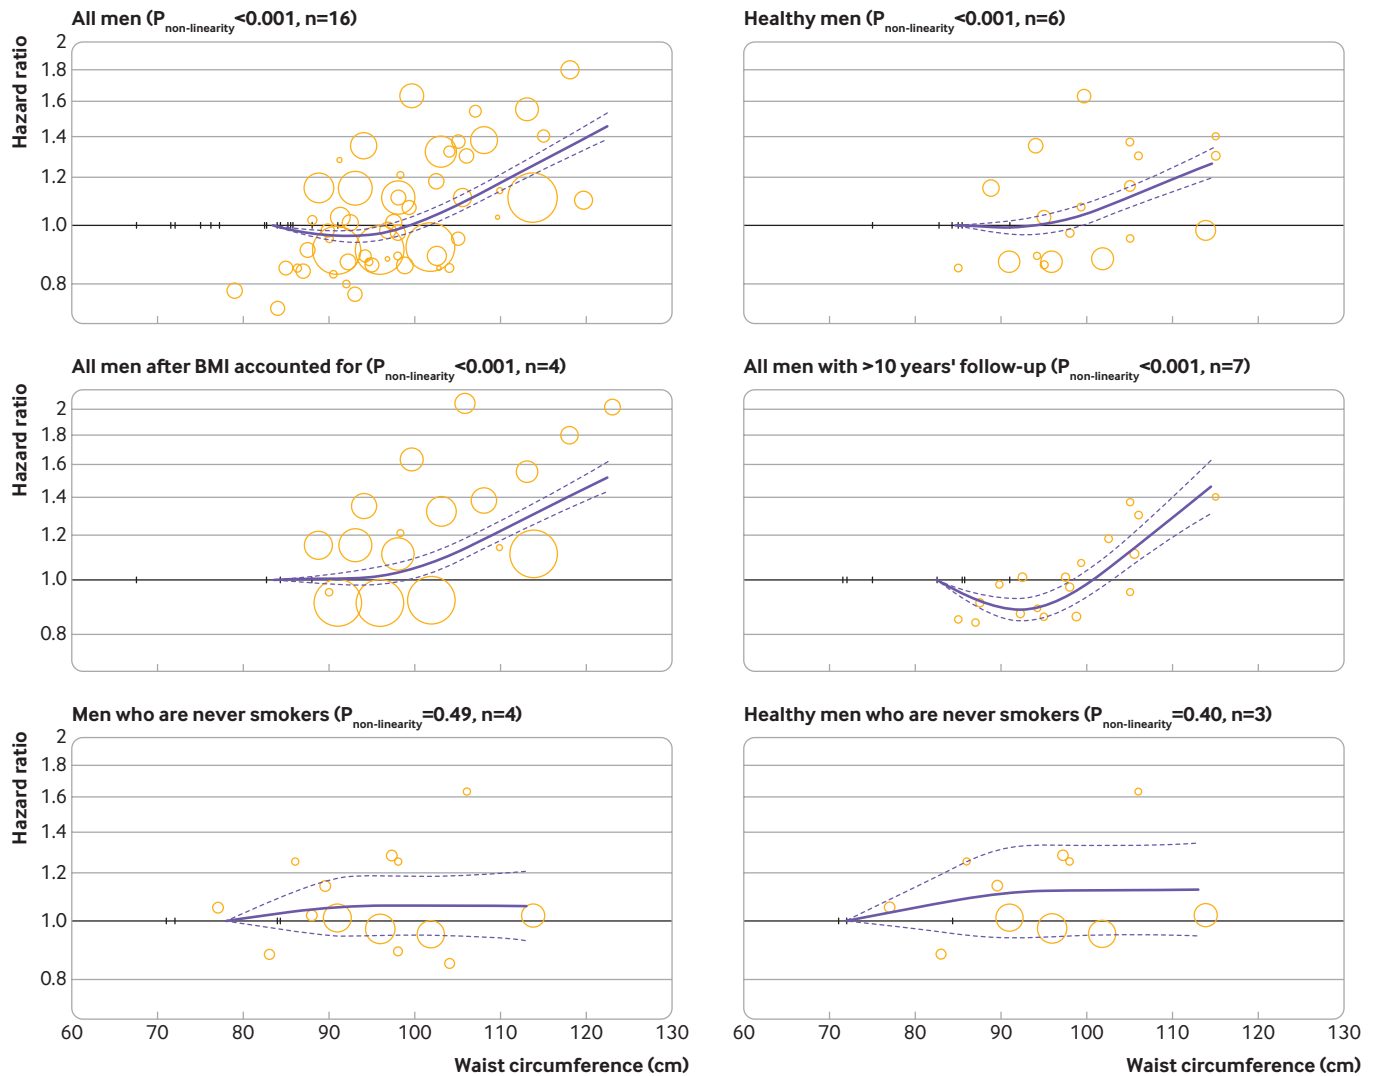 All men (Pnon-linearity<0.001, n=16)
Healthy men (Pnon-linearity<0.001, n=6)
Hazard ratio
2
1.8
1.6
1.4
1.2
1.0
0.8
All men after BMI accounted for (Pnon-linearity<0.001, n=4)
All men with >10 years' follow-up (Pnon-linearity<0.001, n=7)
Hazard ratio
2
1.8
1.6
1.4
1.2
1.0
0.8
Men who are never smokers (Pnon-linearity=0.49, n=4)
Healthy men who are never smokers (Pnon-linearity=0.40, n=3)
Hazard ratio
2
1.8
1.6
1.4
1.2
1.0
0.8
60 70 80 90 100 110 120 130
Waist circumference (cm)
60 70 80 90 100 110 120 130
Waist circumference (cm)